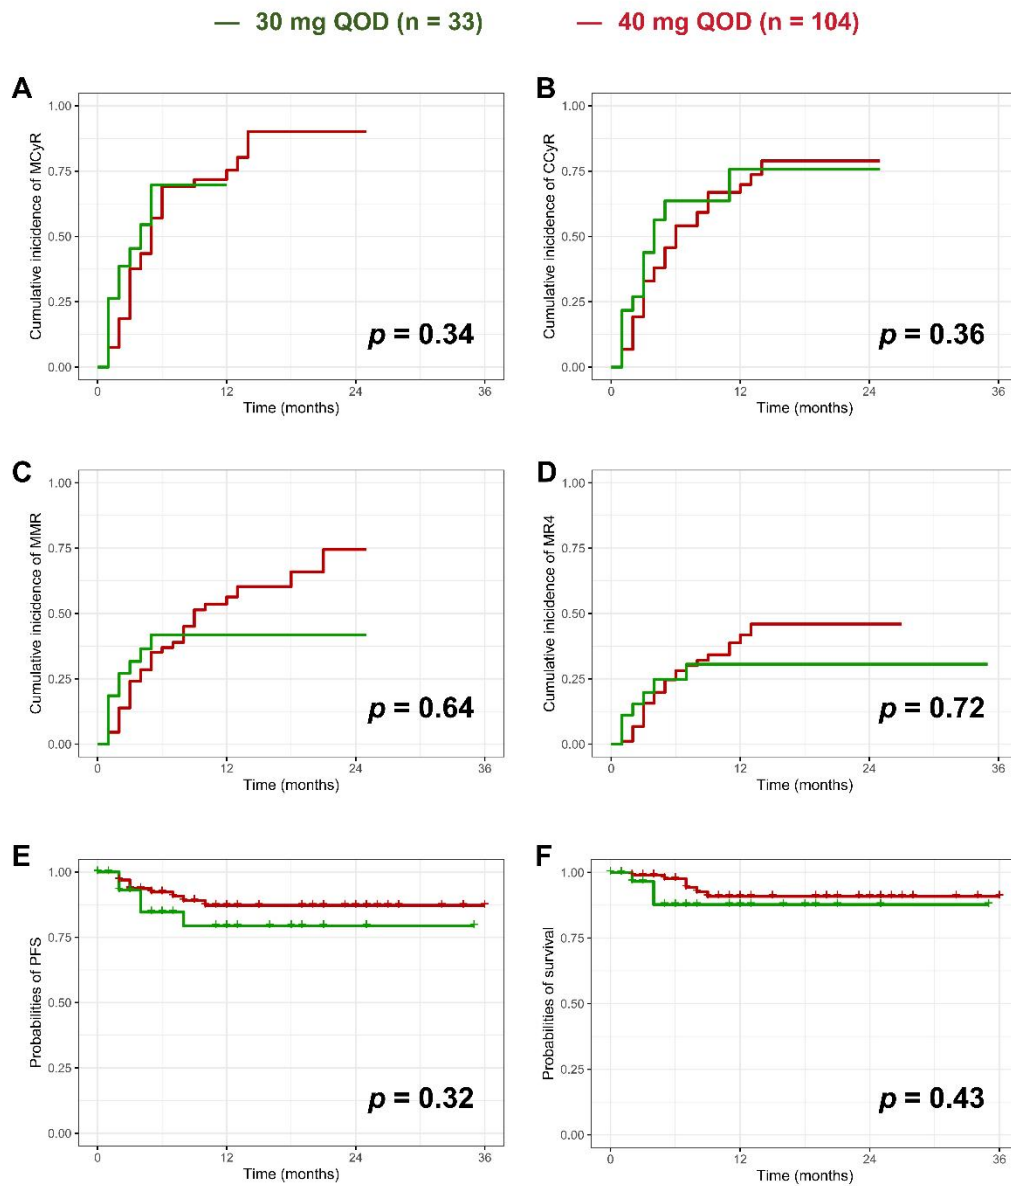 30 mg QOD (n = 33) 40 mg QOD (n = 104)
A
Cumulative inicidence of MCyR
1.00
0.75
0.50
0.25
0.00
p = 0.34
0 12 24 36
Time (months)
B
Cumulative inicidence of CCyR
1.00
0.75
0.50
0.25
0.00
p = 0.36
0 12 24 36
Time (months)
C
Cumulative inicidence of MMR
1.00
0.75
0.50
0.25
0.00
p = 0.64
0 12 24 36
Time (months)
D
Cumulative inicidence of MR4
1.00
0.75
0.50
0.25
0.00
p = 0.72
0 12 24 36
Time (months)
E
Probabilities of PFS
1.00
0.75
0.50
0.25
0.00
p = 0.32
0 12 24 36
Time (months)
F
Probabilities of survival
1.00
0.75
0.50
0.25
0.00
p = 0.43
0 12 24 36
Time (months)